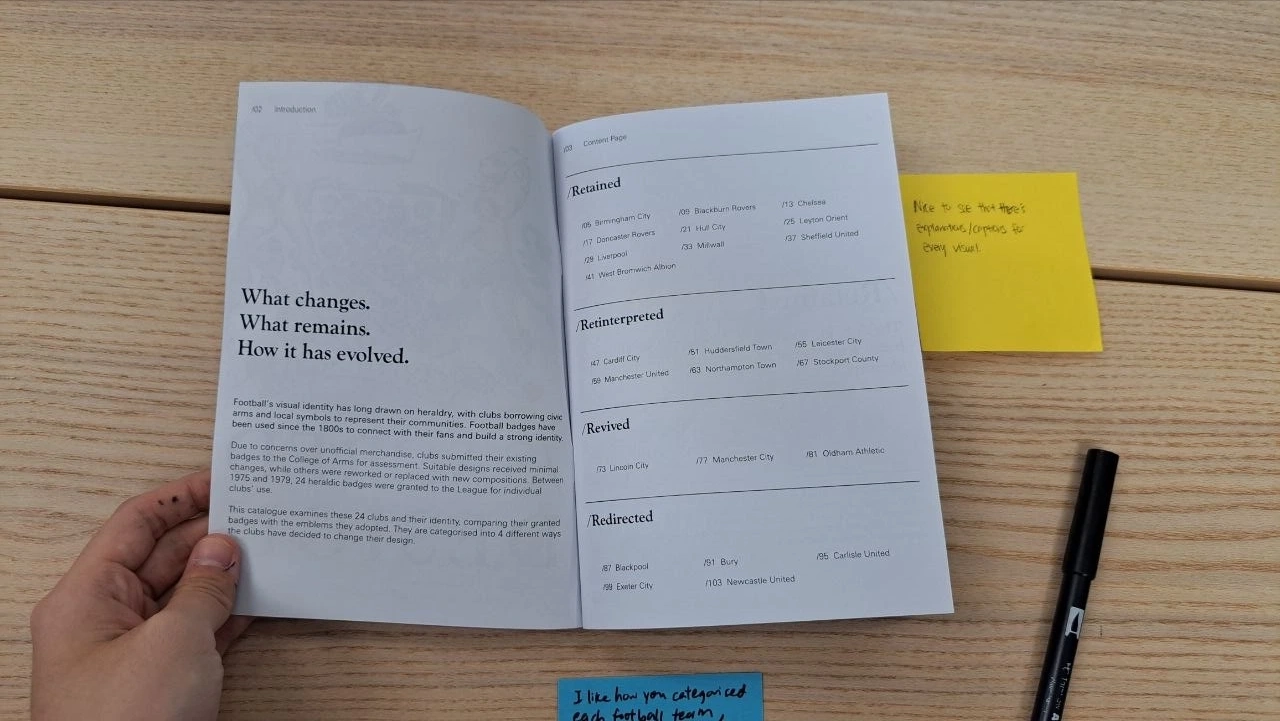 /02 Introduction
What changes.
What remains.
How it has evolved.
Football's visual identity has long drawn on heraldry, with clubs borrowing civic
arms and local symbols to represent their communities. Football badges have
been used since the 1800s to connect with their fans and build a strong identity.
Due to concerns over unofficial merchandise, clubs submitted their existing
badges to the College of Arms for assessment. Suitable designs received minimal
changes, while others were reworked or replaced with new compositions. Between
1975 and 1979, 24 heraldic badges were granted to the League for individual
clubs' use.
This catalogue examines these 24 clubs and their identity, comparing their granted
badges with the emblems they adopted. They are categorised into 4 different ways
the clubs have decided to change their design.
/03 Content Page
/Retained
/05 Birmingham City /09 Blackburn Rovers /13 Chelsea
/17 Doncaster Rovers /21 Hull City /25 Leyton Orient
/29 Liverpool /33 Millwall /37 Sheffield United
/41 West Bromwich Albion
/Retinterpreted
/47 Cardiff City /51 Huddersfield Town /55 Leicester City
/59 Manchester United /63 Northampton Town /67 Stockport County
/Revived
/73 Lincoln City /77 Manchester City /81 Oldham Athletic
/Redirected
/87 Blackpool /91 Bury /95 Carlisle United
/99 Exeter City /103 Newcastle United
Nice to see that there's
explanations/captions for
every visual.
I like how you categorised
each football team,